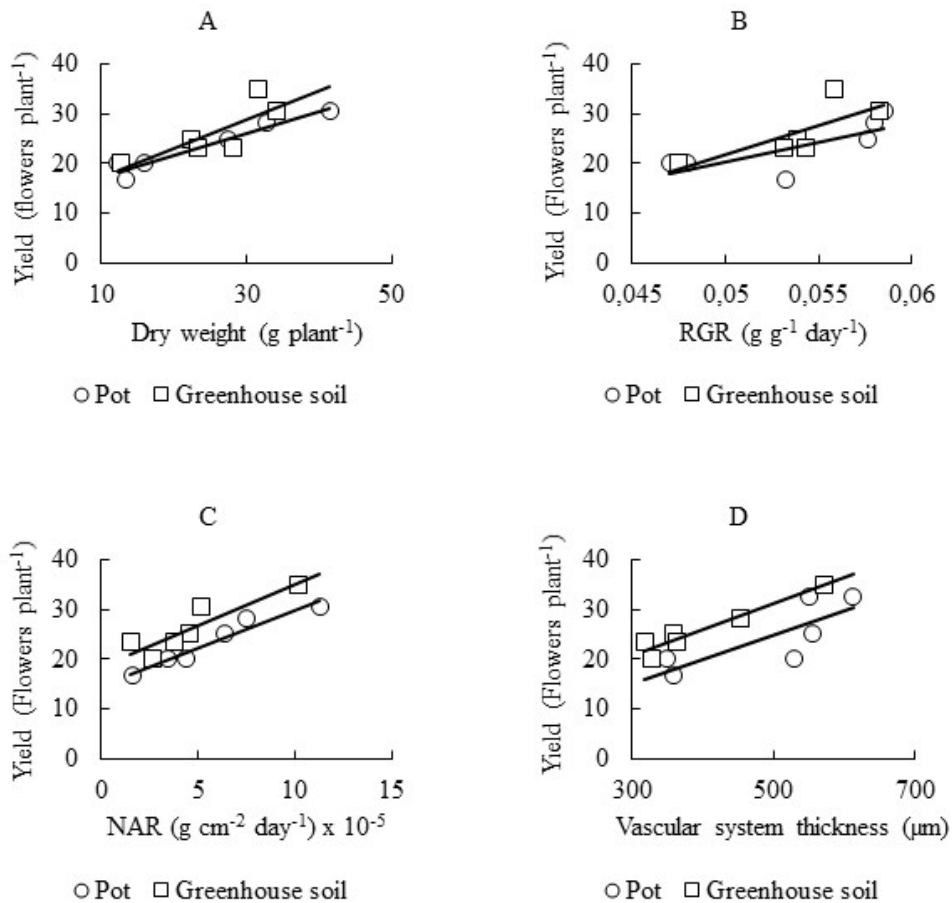 A
Yield (flowers plant⁻¹)
40
30
20
10
0
10 30 50
Dry weight (g plant⁻¹)
Pot Greenhouse soil
B
Yield (Flowers plant⁻¹)
40
30
20
10
0
0,045 0,05 0,055 0,06
RGR (g g⁻¹ day⁻¹)
Pot Greenhouse soil
C
Yield (Flowers plant⁻¹)
40
30
20
10
0
0 5 10 15
NAR (g cm⁻² day⁻¹) x 10⁻⁵
Pot Greenhouse soil
D
Yield (Flowers plant⁻¹)
40
30
20
10
0
300 500 700
Vascular system thickness (µm)
Pot Greenhouse soil